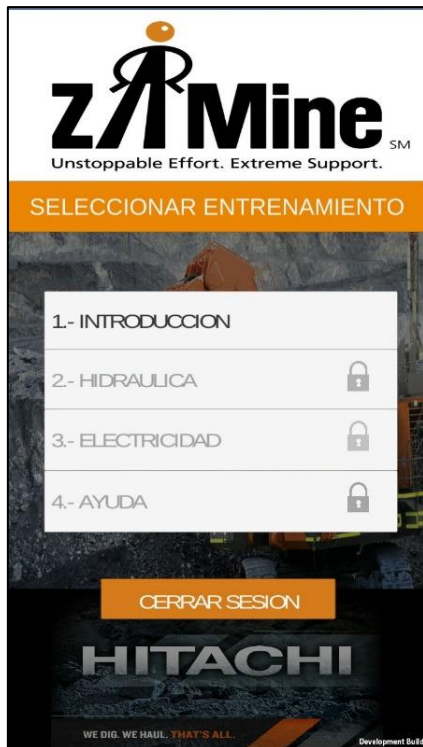 ZAMine SM
Unstoppable Effort. Extreme Support.
SELECCIONAR ENTRENAMIENTO
1.- INTRODUCCION
2.- HIDRAULICA
3.- ELECTRICIDAD
4.- AYUDA
CERRAR SESION
HITACHI
WE DIG. WE HAUL. THAT'S ALL.
Development Build